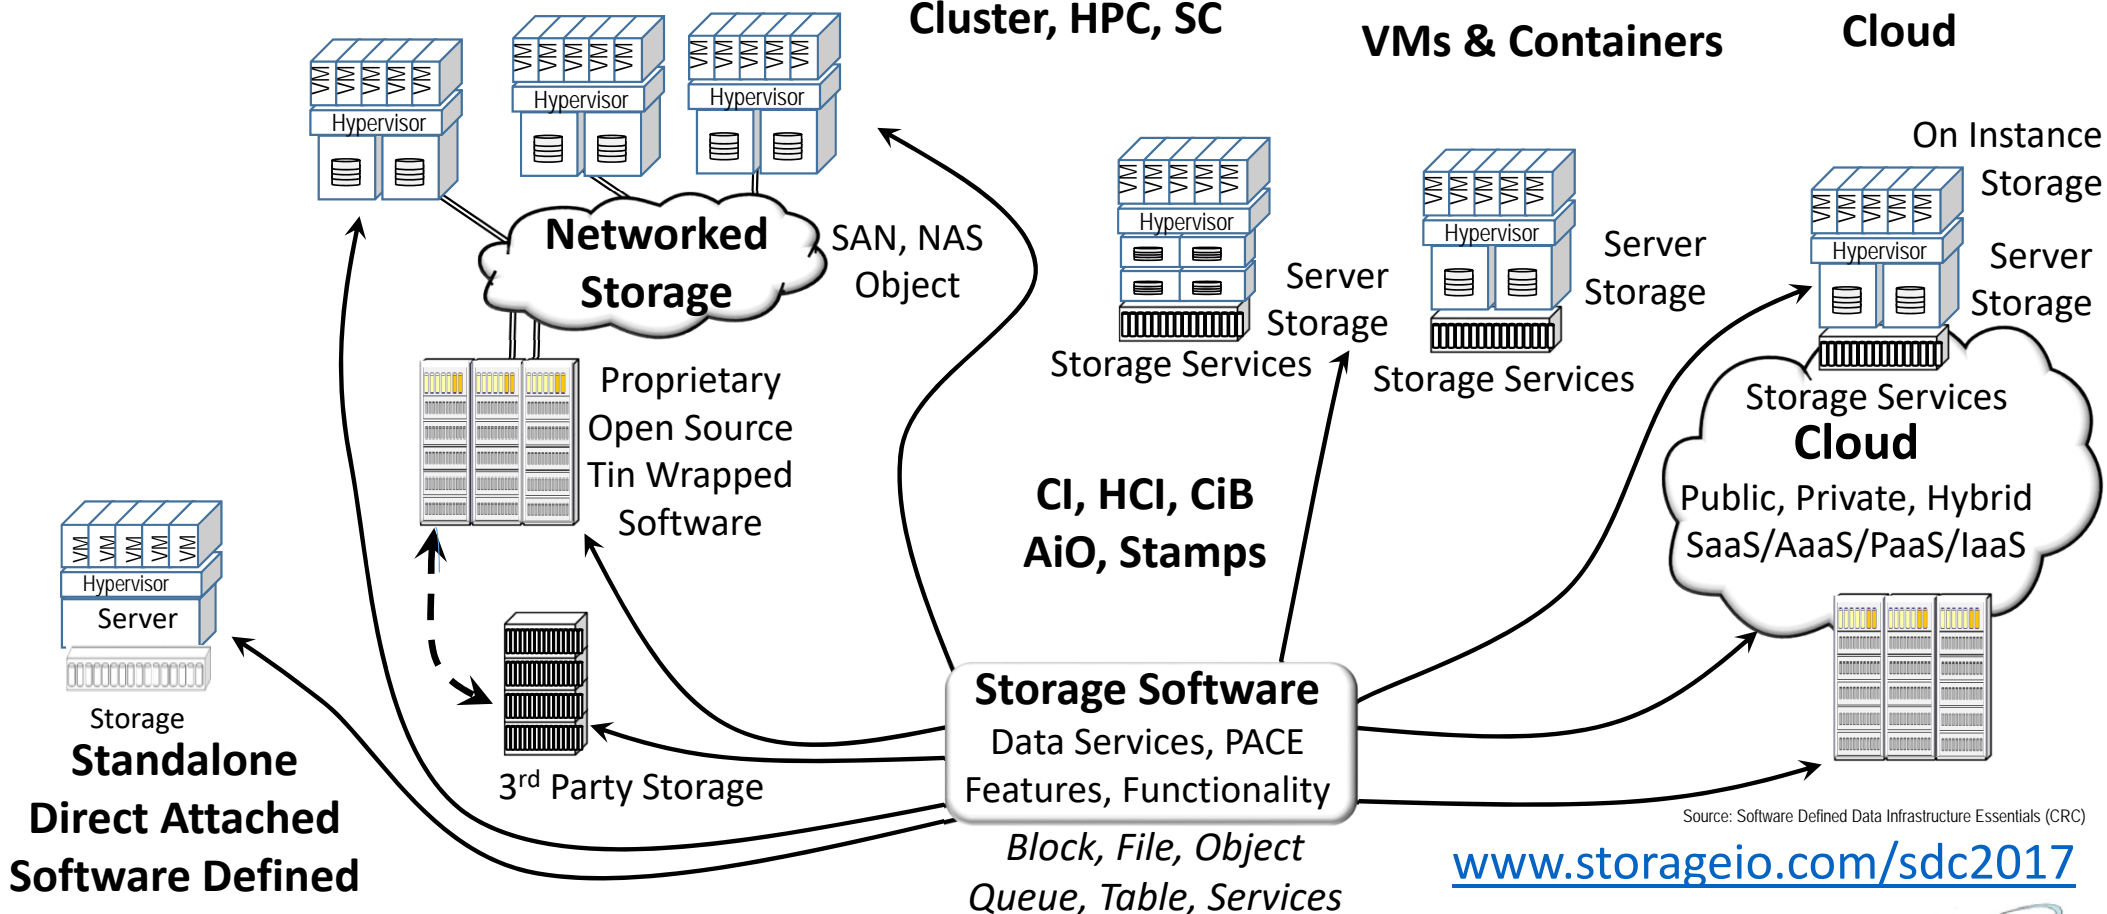 Cluster, HPC, SC
VMs & Containers
Cloud
VM VM VM VM VM
Hypervisor
VM VM VM VM VM
Hypervisor
VM VM VM VM VM
Hypervisor
Networked
Storage
SAN, NAS
Object
Proprietary
Open Source
Tin Wrapped
Software
VM VM VM VM VM
Hypervisor
Server
Storage
Storage Services
VM VM VM VM VM
Hypervisor
Server
Storage
Storage Services
On Instance
Storage
VM VM VM VM VM
Hypervisor
Server
Storage
Storage Services
Cloud
Public, Private, Hybrid
SaaS/AaaS/PaaS/IaaS
CI, HCI, CiB
AiO, Stamps
VM VM VM VM VM
Hypervisor
Server
Storage
Standalone
Direct Attached
Software Defined
3rd Party Storage
Storage Software
Data Services, PACE
Features, Functionality
Block, File, Object
Queue, Table, Services
Source: Software Defined Data Infrastructure Essentials (CRC)
www.storageio.com/sdc2017